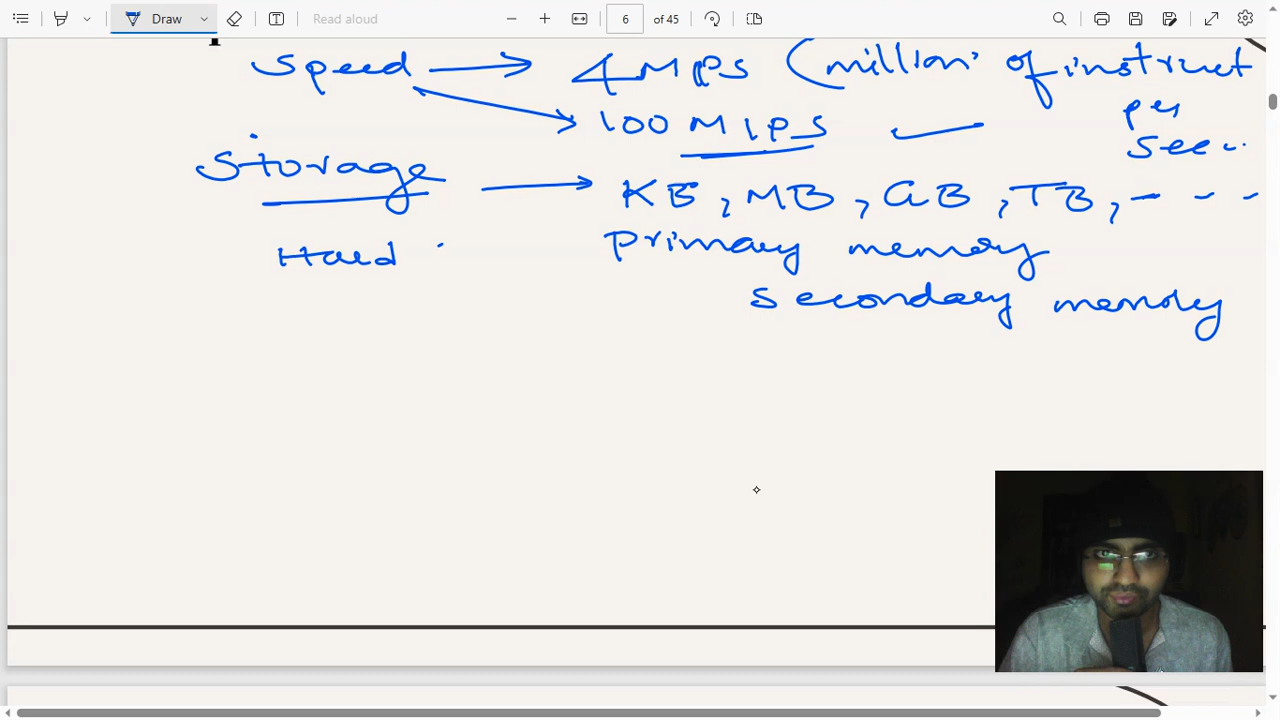 Draw
Read aloud
6
of 45
Speed → 4 MIPS (million of instruct
per
sec.
100 MIPS
Storage → KB, MB, GB, TB, - - -
Hard
Primary memory
Secondary memory